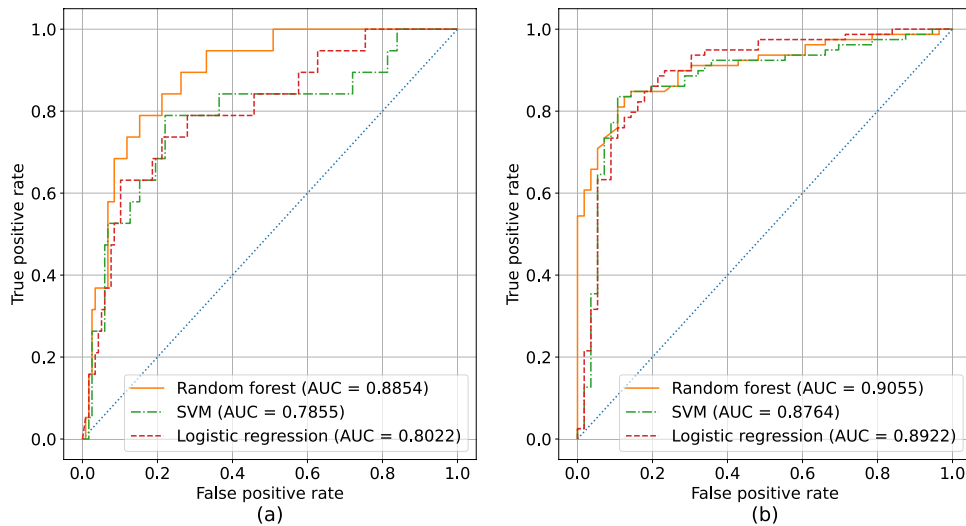 1.0
0.8
0.6
0.4
0.2
0.0
True positive rate
Random forest (AUC = 0.8854)
SVM (AUC = 0.7855)
Logistic regression (AUC = 0.8022)
0.0 0.2 0.4 0.6 0.8 1.0
False positive rate
(a)
1.0
0.8
0.6
0.4
0.2
0.0
True positive rate
Random forest (AUC = 0.9055)
SVM (AUC = 0.8764)
Logistic regression (AUC = 0.8922)
0.0 0.2 0.4 0.6 0.8 1.0
False positive rate
(b)